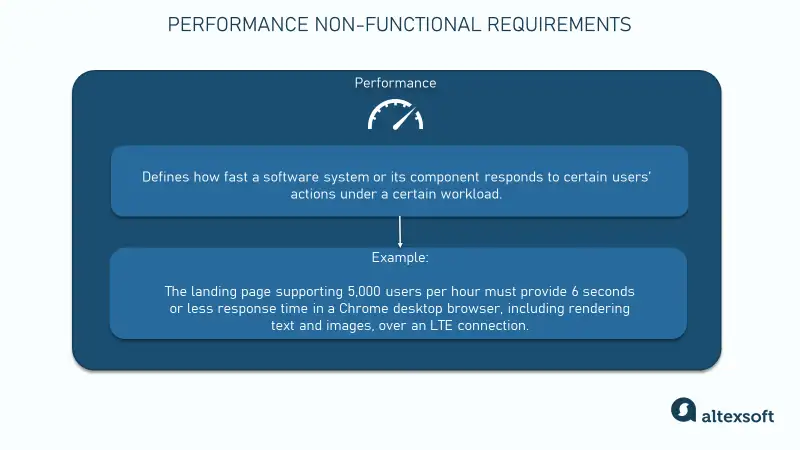 PERFORMANCE NON-FUNCTIONAL REQUIREMENTS
Performance
Defines how fast a software system or its component responds to certain users'
actions under a certain workload.
Example:
The landing page supporting 5,000 users per hour must provide 6 seconds
or less response time in a Chrome desktop browser, including rendering
text and images, over an LTE connection.
altexsoft